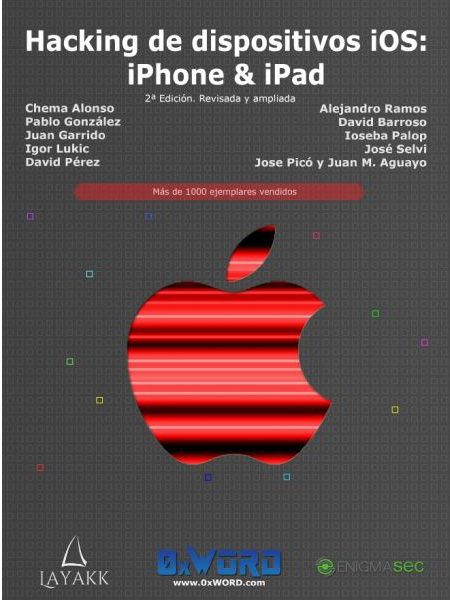 Hacking de dispositivos iOS:
iPhone & iPad
2ª Edición. Revisada y ampliada
Chema Alonso
Pablo González
Juan Garrido
Igor Lukic
David Pérez
Alejandro Ramos
David Barroso
Ioseba Palop
José Selvi
Jose Picó y Juan M. Aguayo
Más de 1000 ejemplares vendidos
LAYAKK
0xWORD
www.0xWORD.com
ENIGMASEC